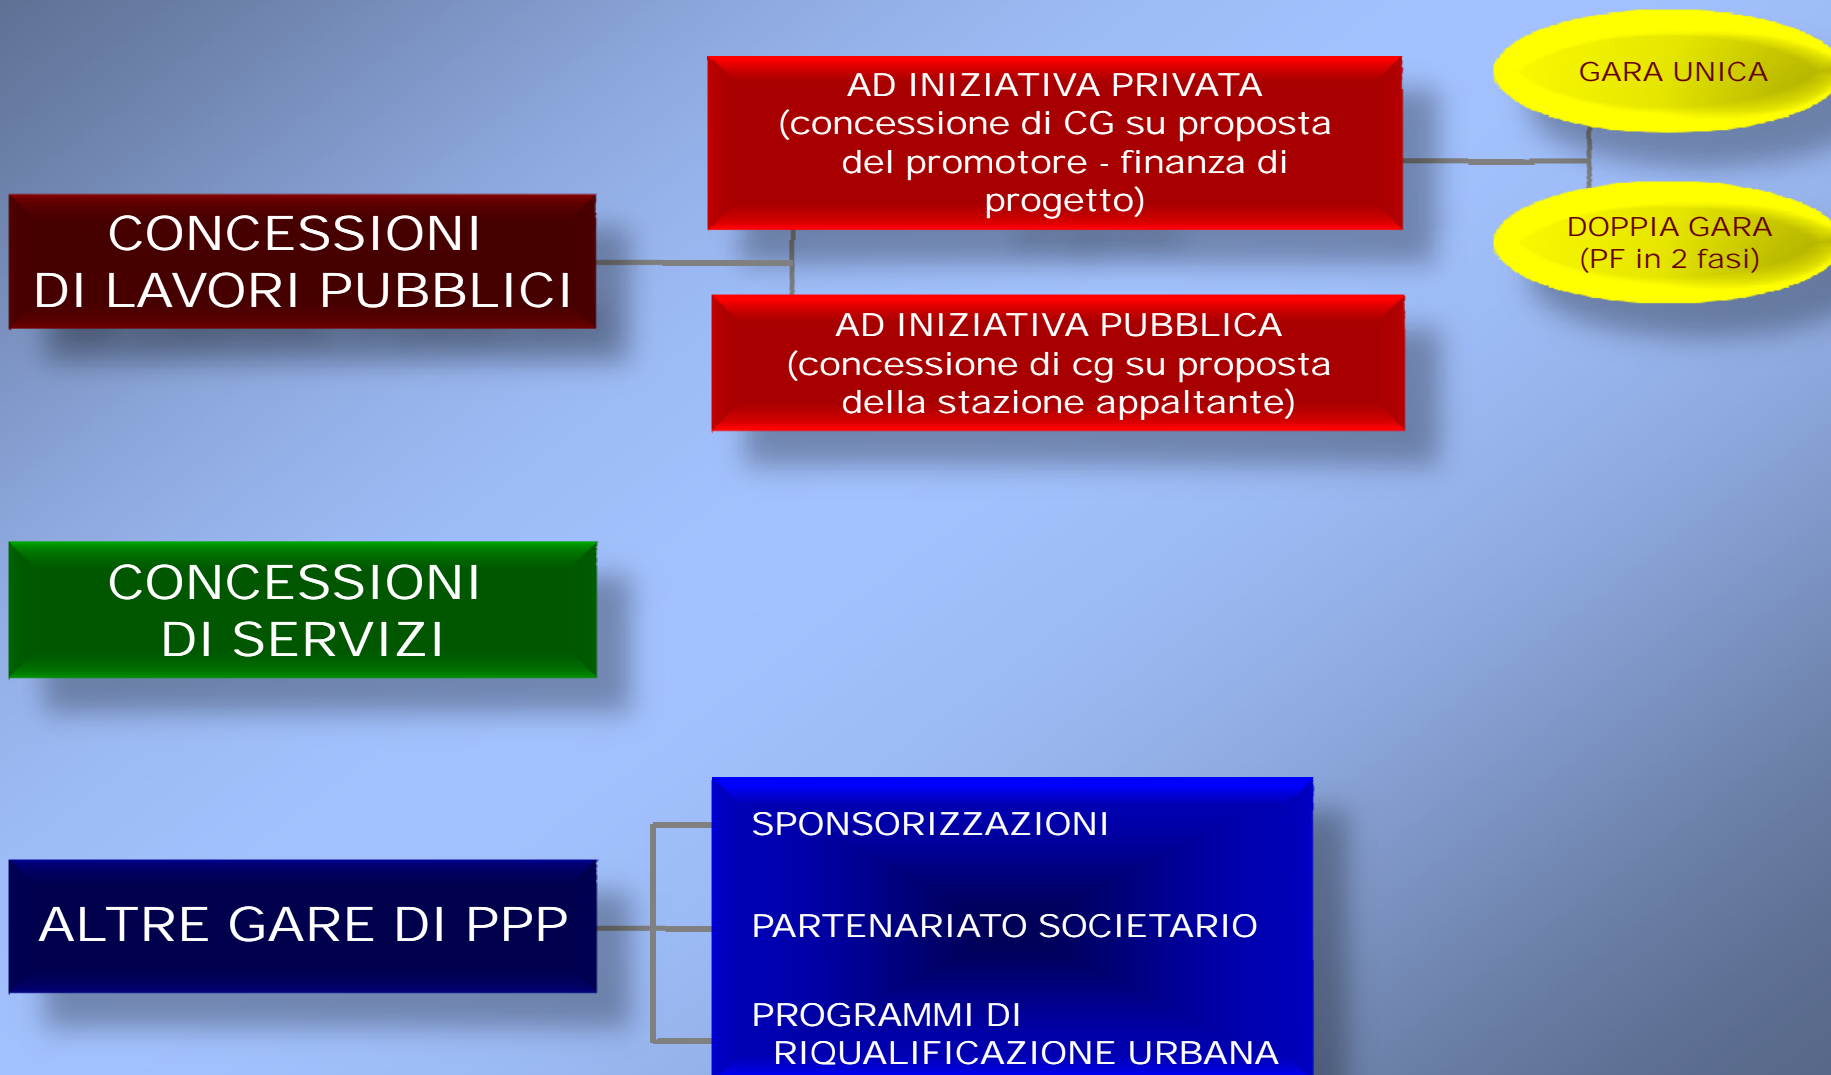 CONCESSIONI
DI LAVORI PUBBLICI
AD INIZIATIVA PRIVATA
(concessione di CG su proposta
del promotore - finanza di
progetto)
GARA UNICA
DOPPIA GARA
(PF in 2 fasi)
AD INIZIATIVA PUBBLICA
(concessione di cg su proposta
della stazione appaltante)
CONCESSIONI
DI SERVIZI
ALTRE GARE DI PPP
SPONSORIZZAZIONI
PARTENARIATO SOCIETARIO
PROGRAMMI DI
RIQUALIFICAZIONE URBANA